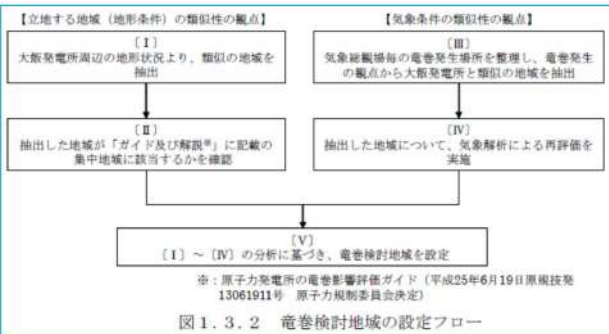 【立地する地域（地形条件）の類似性の観点】
【気象条件の類似性の観点】
〔Ⅰ〕
大飯発電所周辺の地形状況より、類似の地域を
抽出
〔Ⅲ〕
気象総観場毎の竜巻発生場所を整理し、竜巻発生
の観点から大飯発電所と類似の地域を抽出
〔Ⅱ〕
抽出した地域が「ガイド及び解説※」に記載の
集中地域に該当するかを確認
〔Ⅳ〕
抽出した地域について、気象解析による再評価を
実施
〔Ⅴ〕
〔Ⅰ〕～〔Ⅳ〕の分析に基づき、竜巻検討地域を設定
※：原子力発電所の竜巻影響評価ガイド（平成25年6月19日原規技発
13061911号　原子力規制委員会決定）
図１.３.２　竜巻検討地域の設定フロー